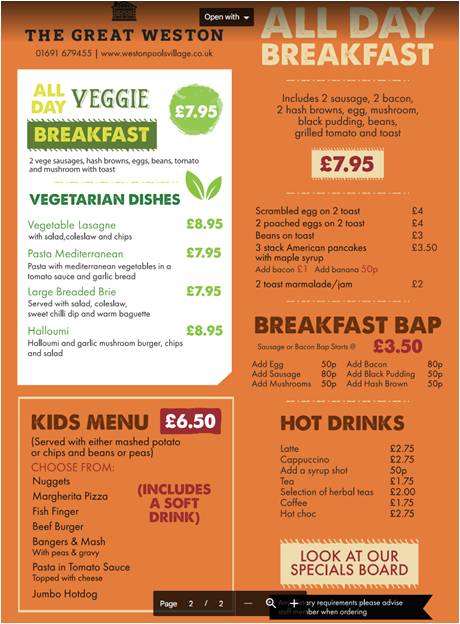 THE GREAT WESTON
01691 679455 | www.westonpoolsvillage.co.uk
Open with
ALL DAY VEGGIE
BREAKFAST
£7.95
2 vege sausages, hash browns, eggs, beans, tomato
and mushroom with toast
VEGETARIAN DISHES
Vegetable Lasagne £8.95
with salad,coleslaw and chips
Pasta Mediterranean £7.95
Pasta with mediterranean vegetables in a
tomato sauce and garlic bread
Large Breaded Brie £7.95
Served with salad, coleslaw,
sweet chilli dip and warm baguette
Halloumi £8.95
Halloumi and garlic mushroom burger, chips
and salad
KIDS MENU £6.50
(Served with either mashed potato
or chips and beans or peas)
CHOOSE FROM:
Nuggets
Margherita Pizza
Fish Finger
Beef Burger
Bangers & Mash
With peas & gravy
Pasta in Tomato Sauce
Topped with cheese
Jumbo Hotdog
(INCLUDES
A SOFT
DRINK)
ALL DAY
BREAKFAST
Includes 2 sausage, 2 bacon,
2 hash browns, egg, mushroom,
black pudding, beans,
grilled tomato and toast
£7.95
Scrambled egg on 2 toast £4
2 poached eggs on 2 toast £4
Beans on toast £3
3 stack American pancakes £3.50
with maple syrup
Add bacon £1 Add banana 50p
2 toast marmalade/jam £2
BREAKFAST BAP
Sausage or Bacon Bap Starts @ £3.50
Add Egg 50p Add Bacon 80p
Add Sausage 80p Add Black Pudding 50p
Add Mushrooms 50p Add Hash Brown 50p
HOT DRINKS
Latte £2.75
Cappuccino £2.75
Add a syrup shot 50p
Tea £1.75
Selection of herbal teas £2.00
Coffee £1.75
Hot choc £2.75
LOOK AT OUR
SPECIALS BOARD
requirements please advise
member when ordering
Page 2 / 2